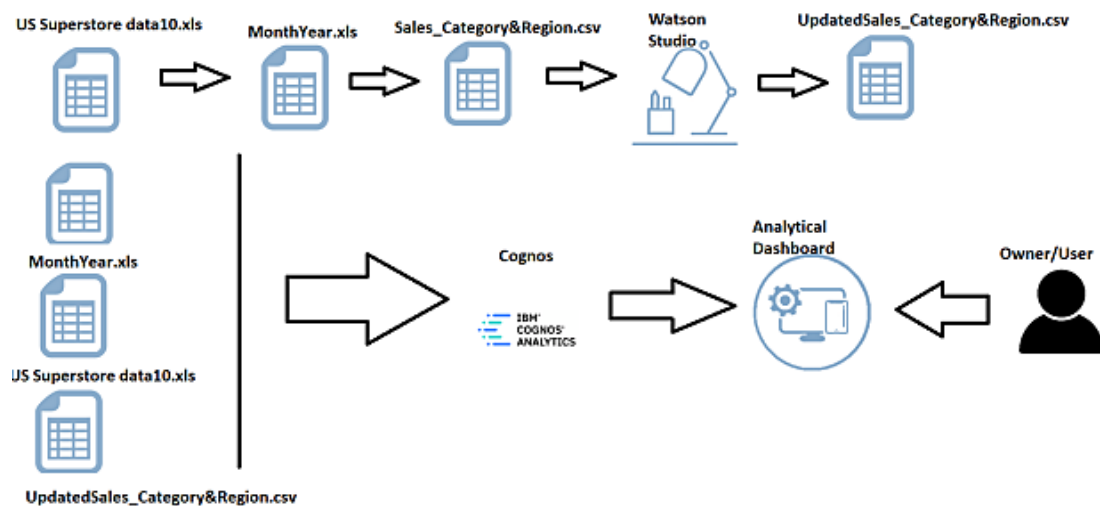 US Superstore data10.xls
MonthYear.xls
Sales_Category&Region.csv
Watson
Studio
UpdatedSales_Category&Region.csv
MonthYear.xls
US Superstore data10.xls
UpdatedSales_Category&Region.csv
Cognos
IBM®
COGNOS®
ANALYTICS
Analytical
Dashboard
Owner/User